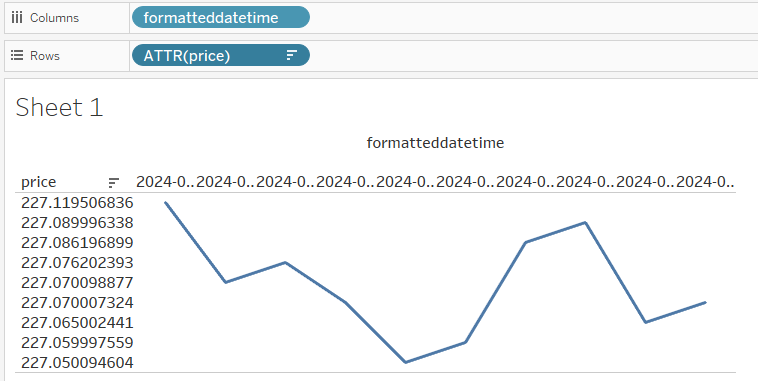 Columns formatteddatetime
Rows ATTR(price)
Sheet 1
formatteddatetime
price 2024-0.. 2024-0.. 2024-0.. 2024-0.. 2024-0.. 2024-0.. 2024-0.. 2024-0.. 2024-0.. 2024-0..
227.119506836
227.089996338
227.086196899
227.076202393
227.070098877
227.070007324
227.065002441
227.059997559
227.050094604